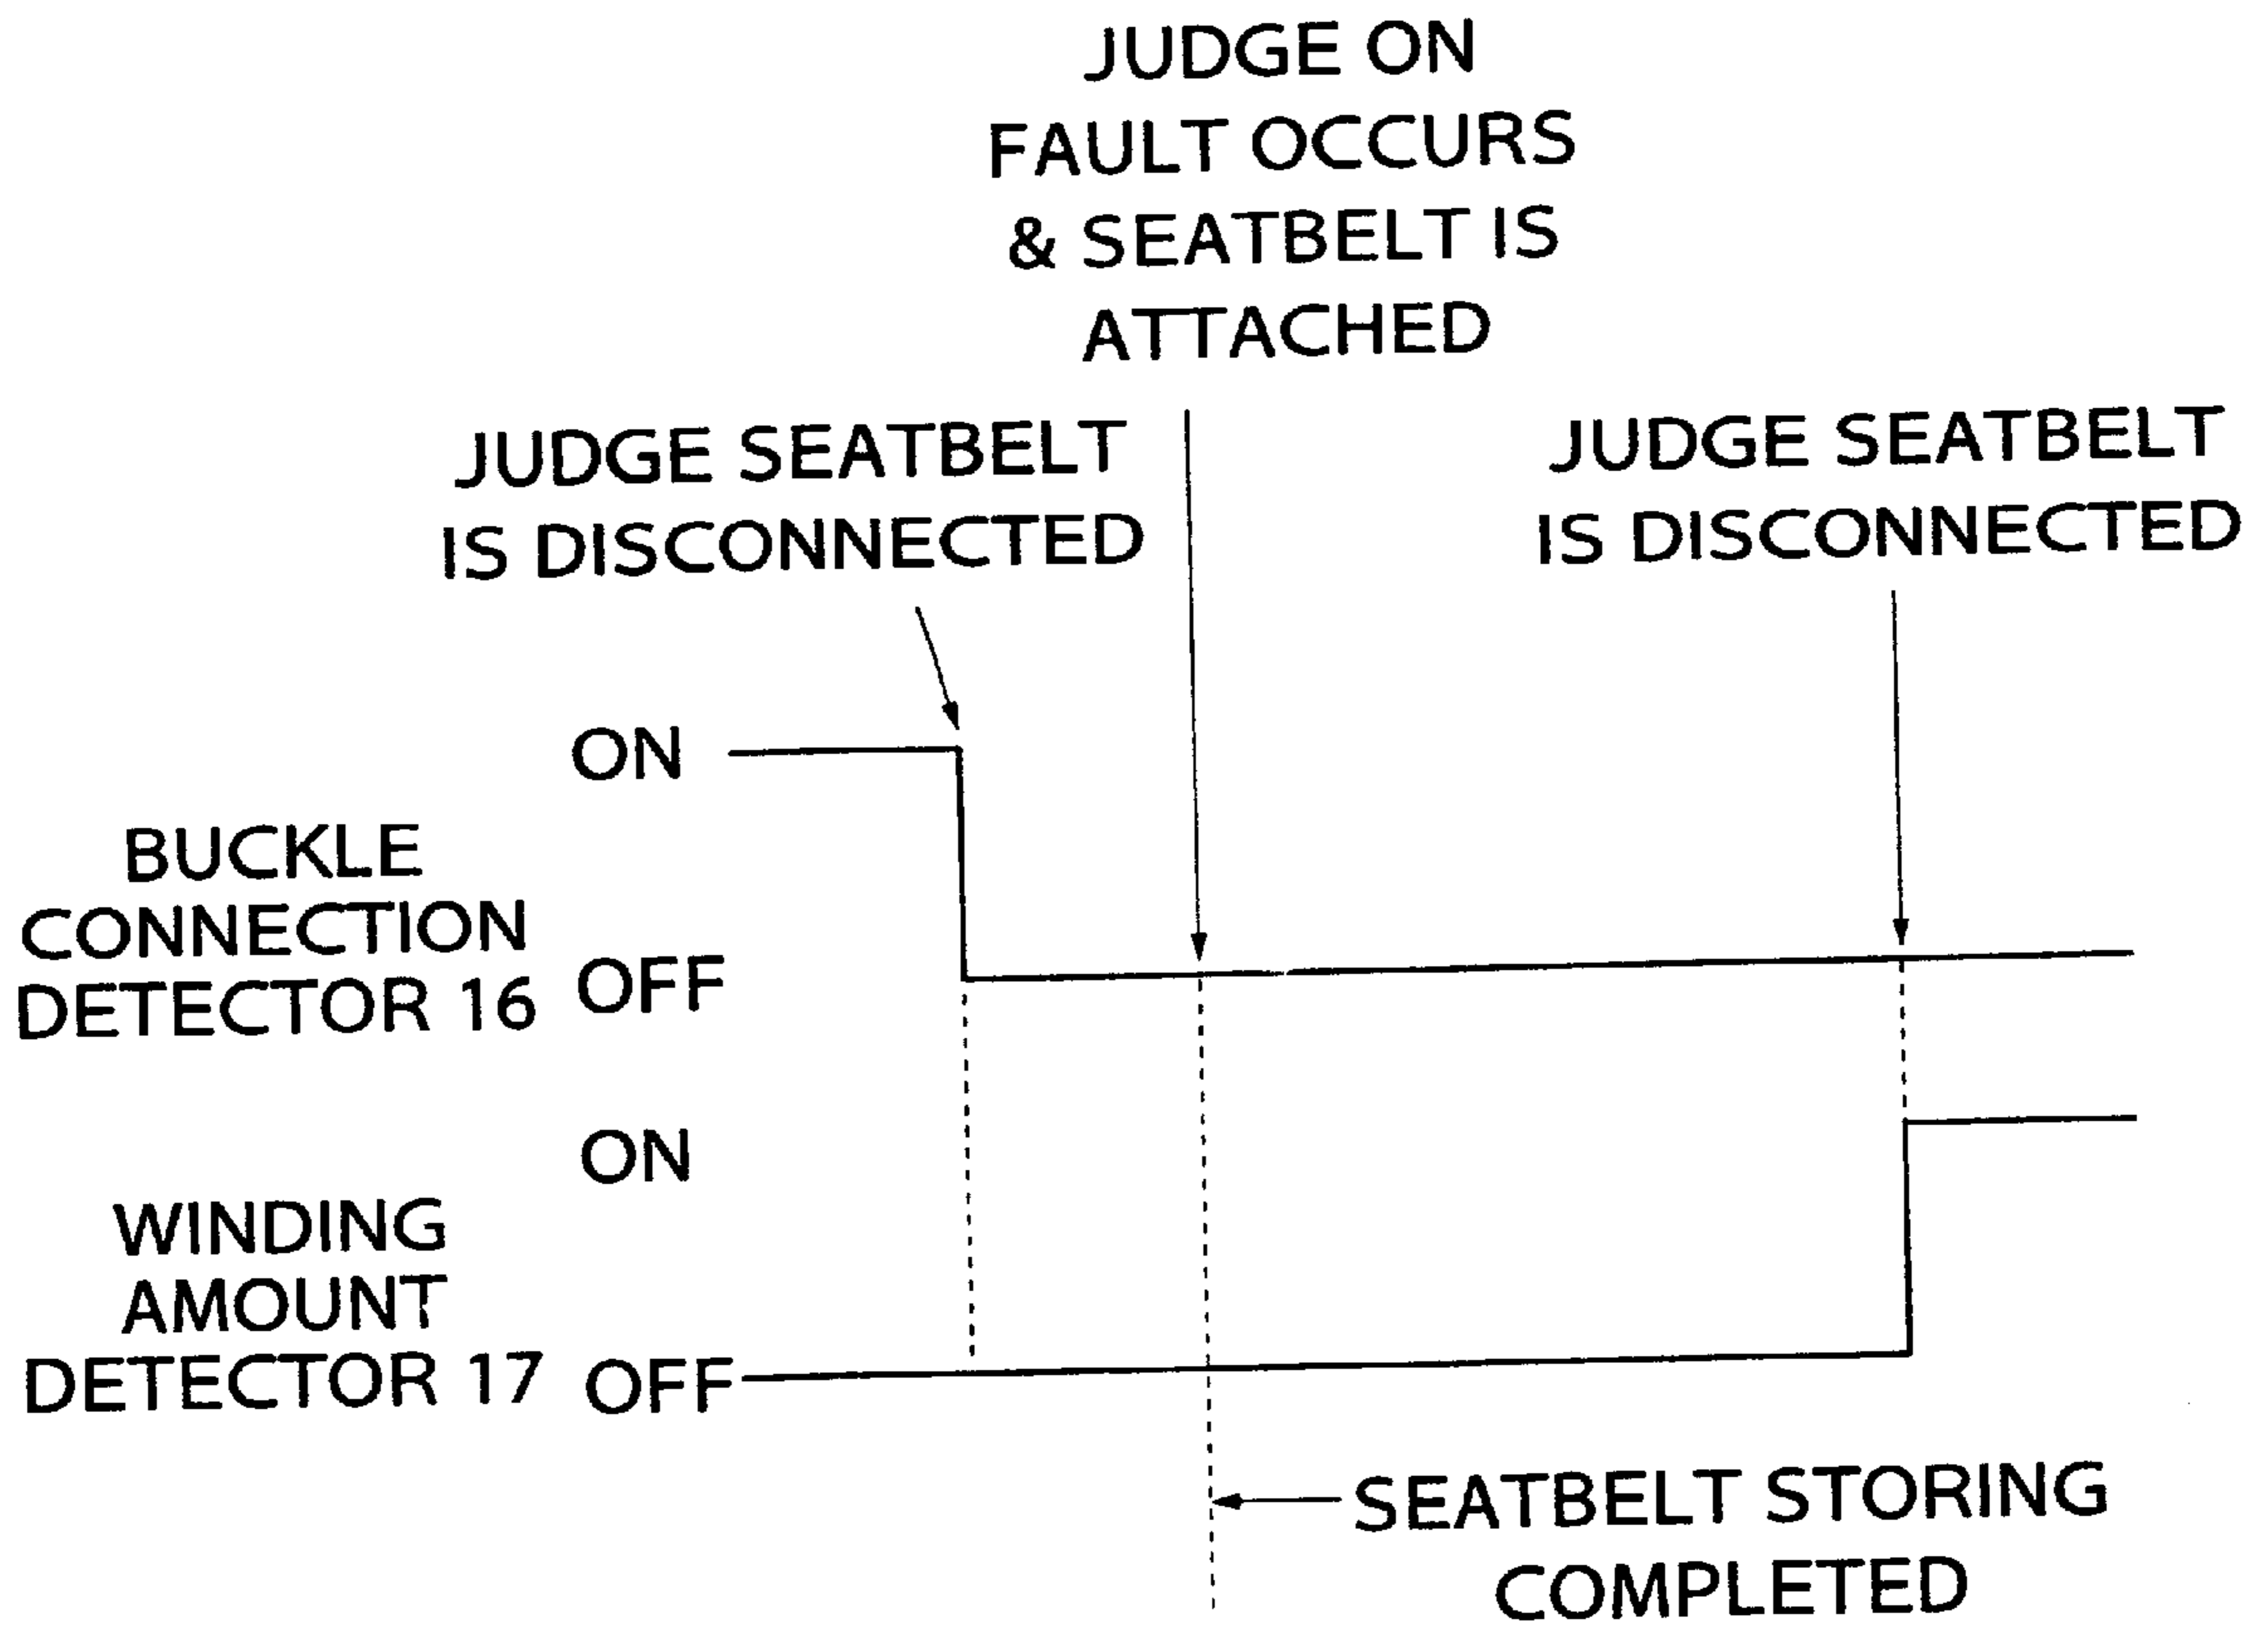 JUDGE ON
FAULT OCCURS
& SEATBELT IS
ATTACHED
JUDGE SEATBELT
IS DISCONNECTED
JUDGE SEATBELT
IS DISCONNECTED
ON
BUCKLE
CONNECTION
DETECTOR 16
OFF
ON
WINDING
AMOUNT
DETECTOR 17
OFF
SEATBELT STORING
COMPLETED